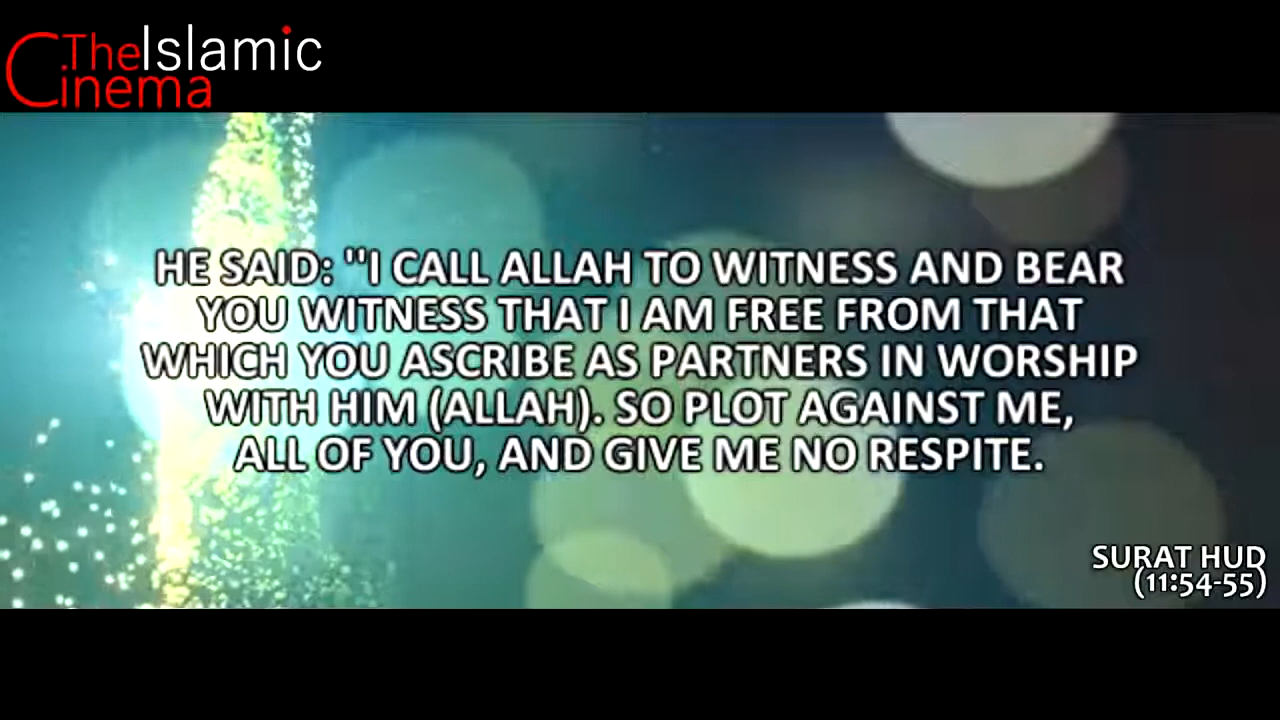 TheIslamic
Cinema
HE SAID: "I CALL ALLAH TO WITNESS AND BEAR
YOU WITNESS THAT I AM FREE FROM THAT
WHICH YOU ASCRIBE AS PARTNERS IN WORSHIP
WITH HIM (ALLAH). SO PLOT AGAINST ME,
ALL OF YOU, AND GIVE ME NO RESPITE.
SURAT HUD
(11:54-55)